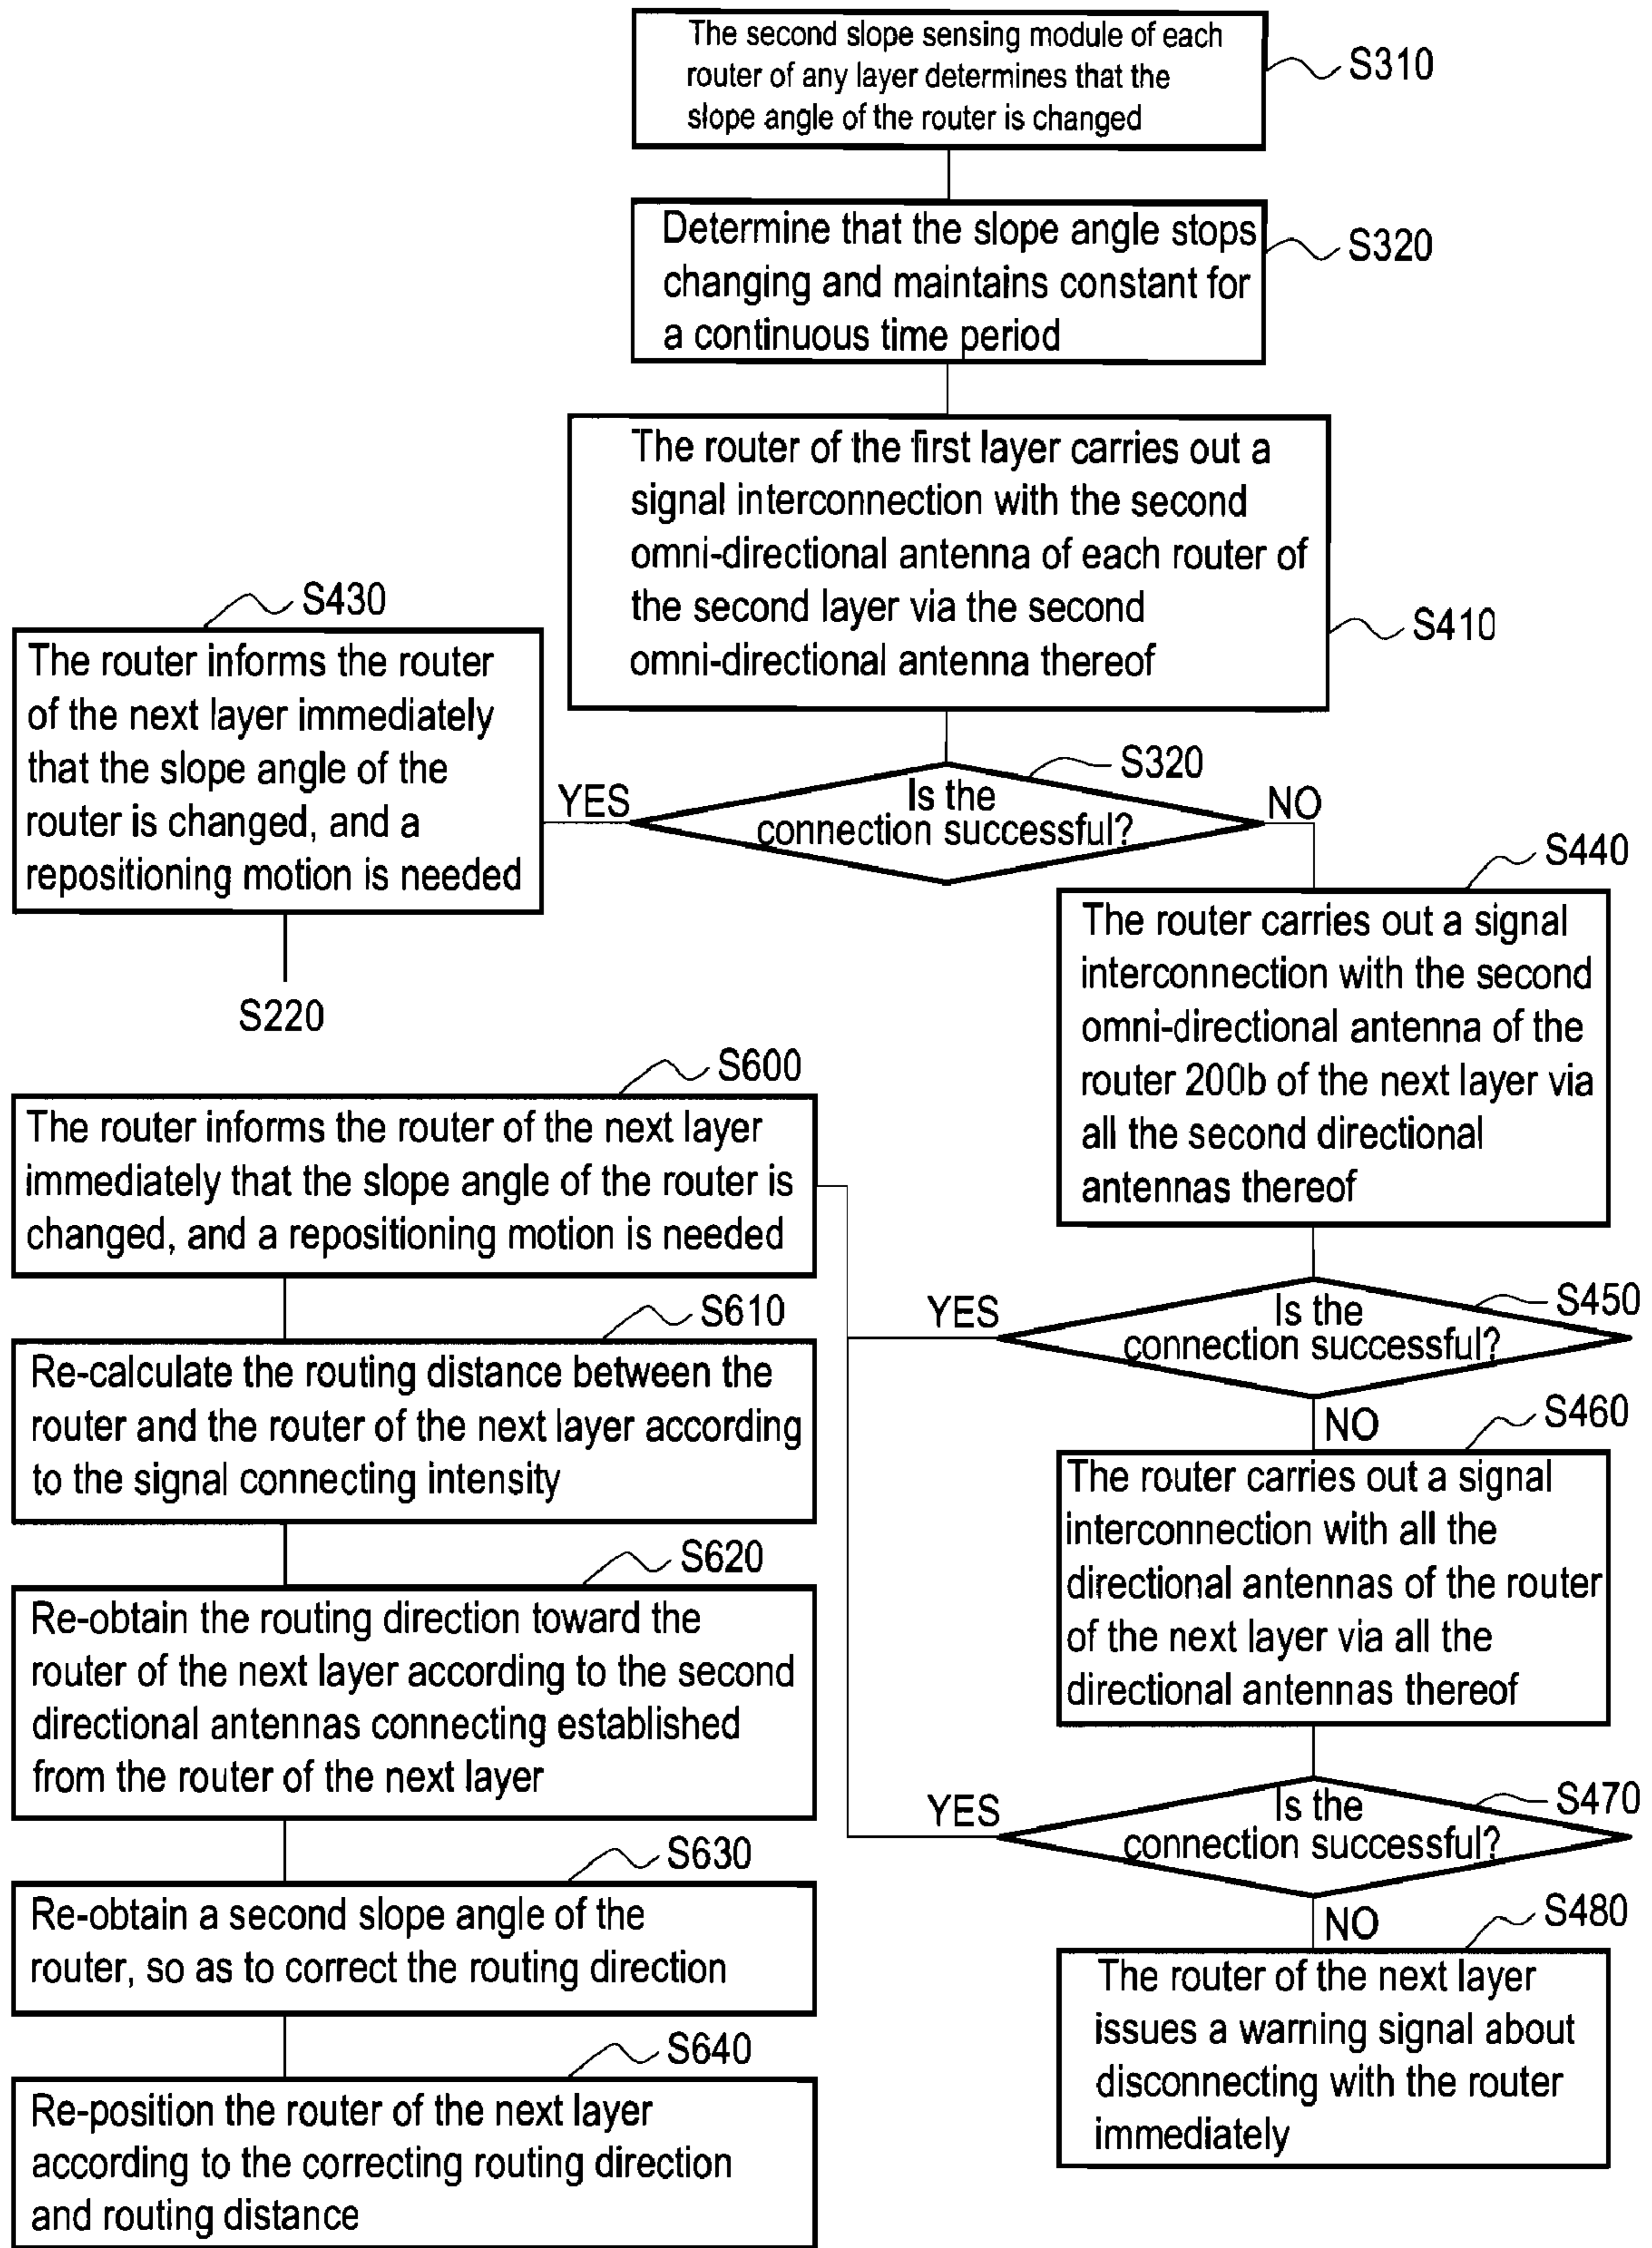 The second slope sensing module of each
router of any layer determines that the
slope angle of the router is changed
S310
Determine that the slope angle stops
changing and maintains constant for
a continuous time period
S320
The router of the first layer carries out a
signal interconnection with the second
omni-directional antenna of each router of
the second layer via the second
omni-directional antenna thereof
S410
S320
Is the
connection successful?
YES
NO
S430
The router informs the router
of the next layer immediately
that the slope angle of the
router is changed, and a
repositioning motion is needed
S220
S440
The router carries out a signal
interconnection with the second
omni-directional antenna of the
router 200b of the next layer via
all the second directional
antennas thereof
S450
Is the
connection successful?
YES
NO
S460
The router carries out a signal
interconnection with all the
directional antennas of the router
of the next layer via all the
directional antennas thereof
S470
Is the
connection successful?
YES
NO
S480
The router of the next layer
issues a warning signal about
disconnecting with the router
immediately
S600
The router informs the router of the next layer
immediately that the slope angle of the router is
changed, and a repositioning motion is needed
S610
Re-calculate the routing distance between the
router and the router of the next layer according
to the signal connecting intensity
S620
Re-obtain the routing direction toward the
router of the next layer according to the second
directional antennas connecting established
from the router of the next layer
S630
Re-obtain a second slope angle of the
router, so as to correct the routing direction
S640
Re-position the router of the next layer
according to the correcting routing direction
and routing distance